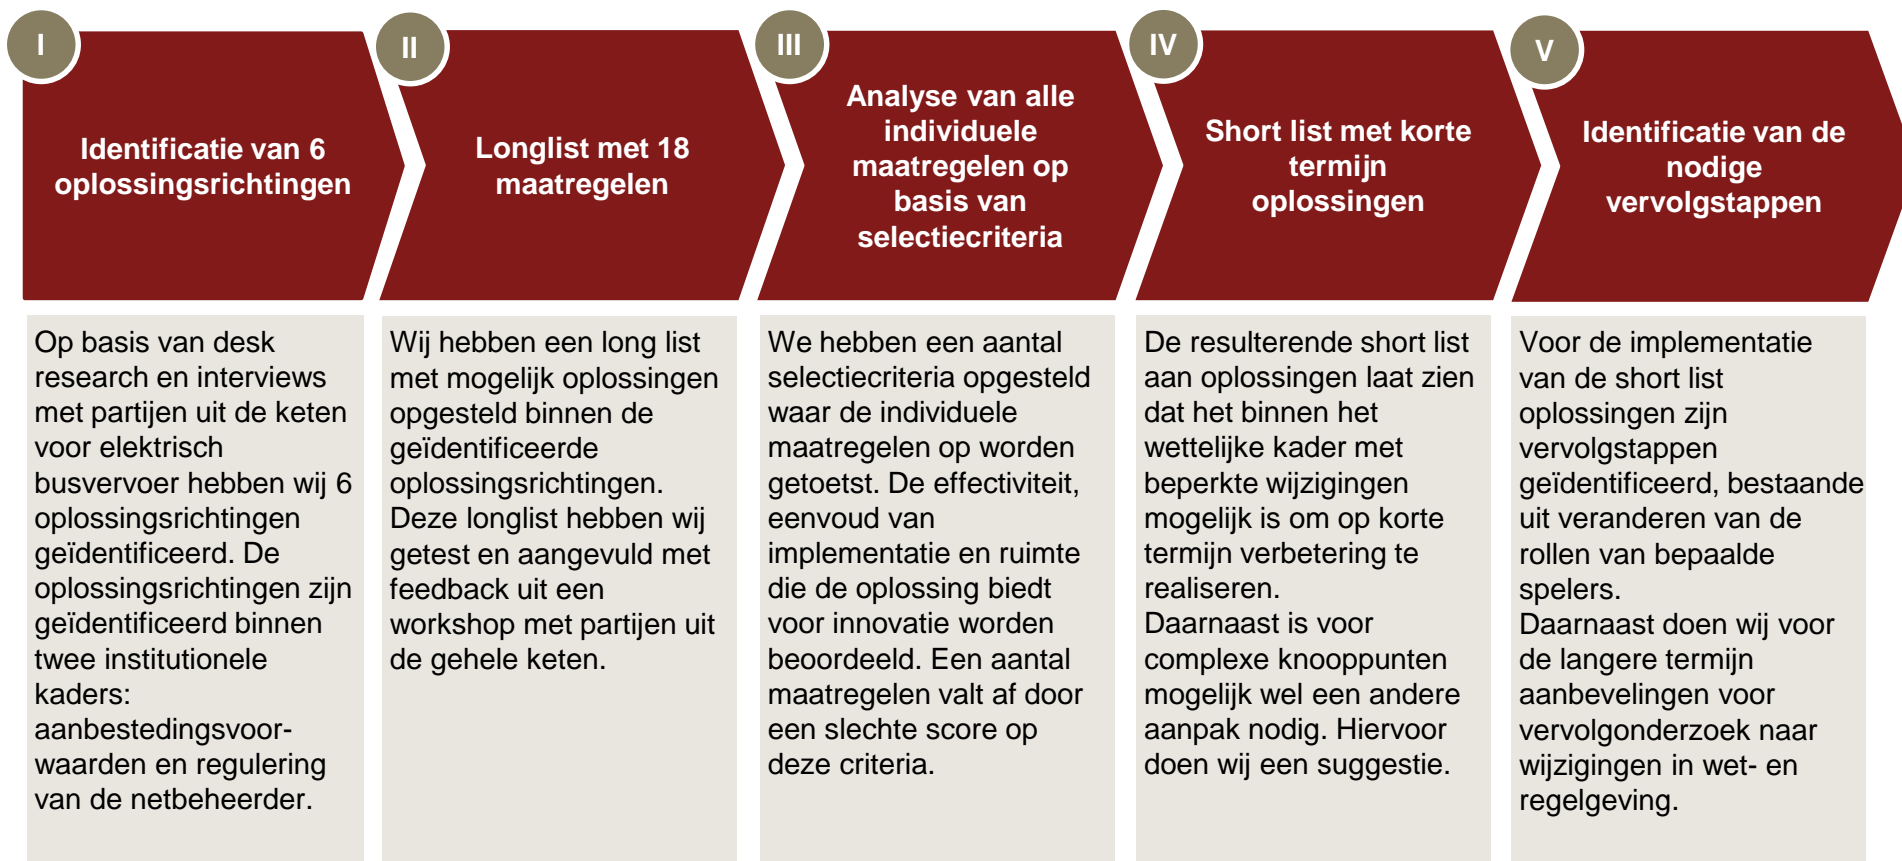 I
Identificatie van 6
oplossingsrichtingen
II
Longlist met 18
maatregelen
III
Analyse van alle
individuele
maatregelen op
basis van
selectiecriteria
IV
Short list met korte
termijn
oplossingen
V
Identificatie van de
nodige
vervolgstappen
Op basis van desk
research en interviews
met partijen uit de keten
voor elektrisch
busvervoer hebben wij 6
oplossingsrichtingen
geïdentificeerd. De
oplossingsrichtingen zijn
geïdentificeerd binnen
twee institutionele
kaders:
aanbestedingsvoor-
waarden en regulering
van de netbeheerder.
Wij hebben een long list
met mogelijk oplossingen
opgesteld binnen de
geïdentificeerde
oplossingsrichtingen.
Deze longlist hebben wij
getest en aangevuld met
feedback uit een
workshop met partijen uit
de gehele keten.
We hebben een aantal
selectiecriteria opgesteld
waar de individuele
maatregelen op worden
getoetst. De effectiviteit,
eenvoud van
implementatie en ruimte
die de oplossing biedt
voor innovatie worden
beoordeeld. Een aantal
maatregelen valt af door
een slechte score op
deze criteria.
De resulterende short list
aan oplossingen laat zien
dat het binnen het
wettelijke kader met
beperkte wijzigingen
mogelijk is om op korte
termijn verbetering te
realiseren.
Daarnaast is voor
complexe knooppunten
mogelijk wel een andere
aanpak nodig. Hiervoor
doen wij een suggestie.
Voor de implementatie
van de short list
oplossingen zijn
vervolgstappen
geïdentificeerd, bestaande
uit veranderen van de
rollen van bepaalde
spelers.
Daarnaast doen wij voor
de langere termijn
aanbevelingen voor
vervolgonderzoek naar
wijzigingen in wet- en
regelgeving.